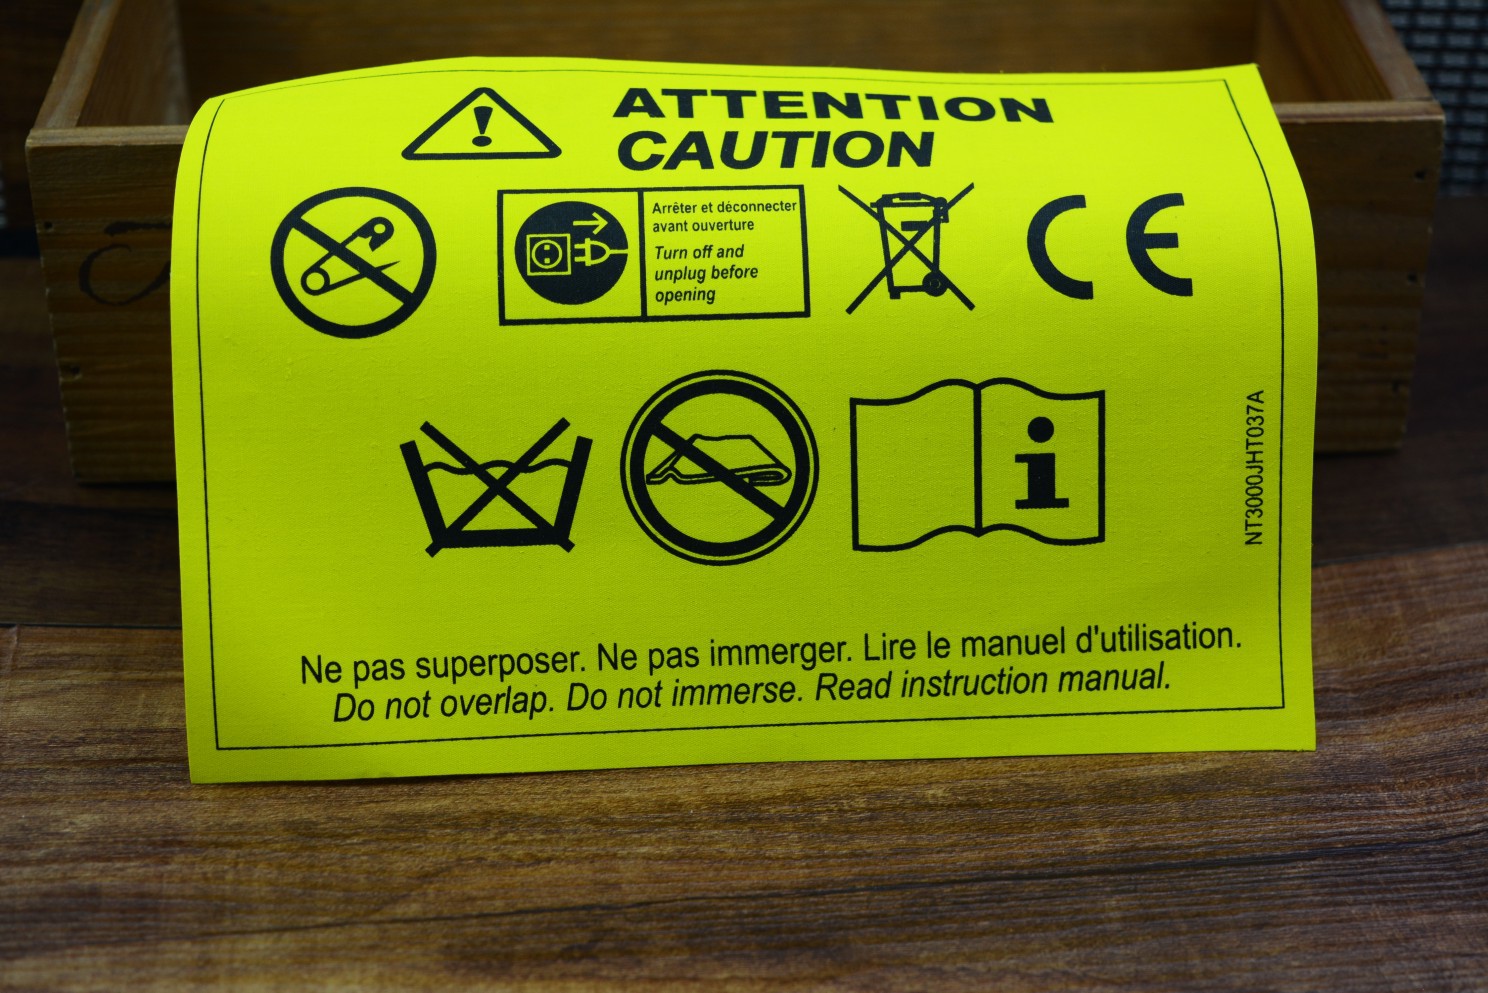 ATTENTION
CAUTION
Arrêter et déconnecter
avant ouverture
Turn off and
unplug before
opening
CE
i
NT3000JHT037A
Ne pas superposer. Ne pas immerger. Lire le manuel d'utilisation.
Do not overlap. Do not immerse. Read instruction manual.